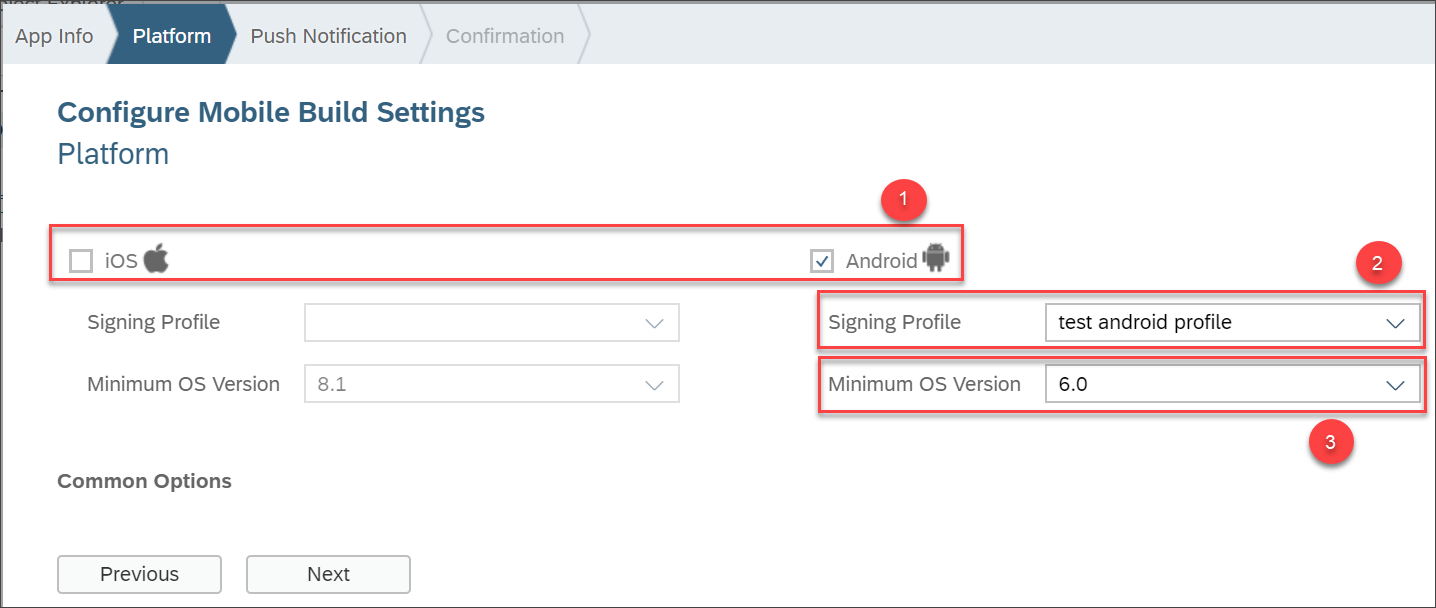 App Info Platform Push Notification Confirmation
Configure Mobile Build Settings
Platform
1
iOS Android
2
Signing Profile Signing Profile test android profile
Minimum OS Version 8.1 Minimum OS Version 6.0
3
Common Options
Previous Next